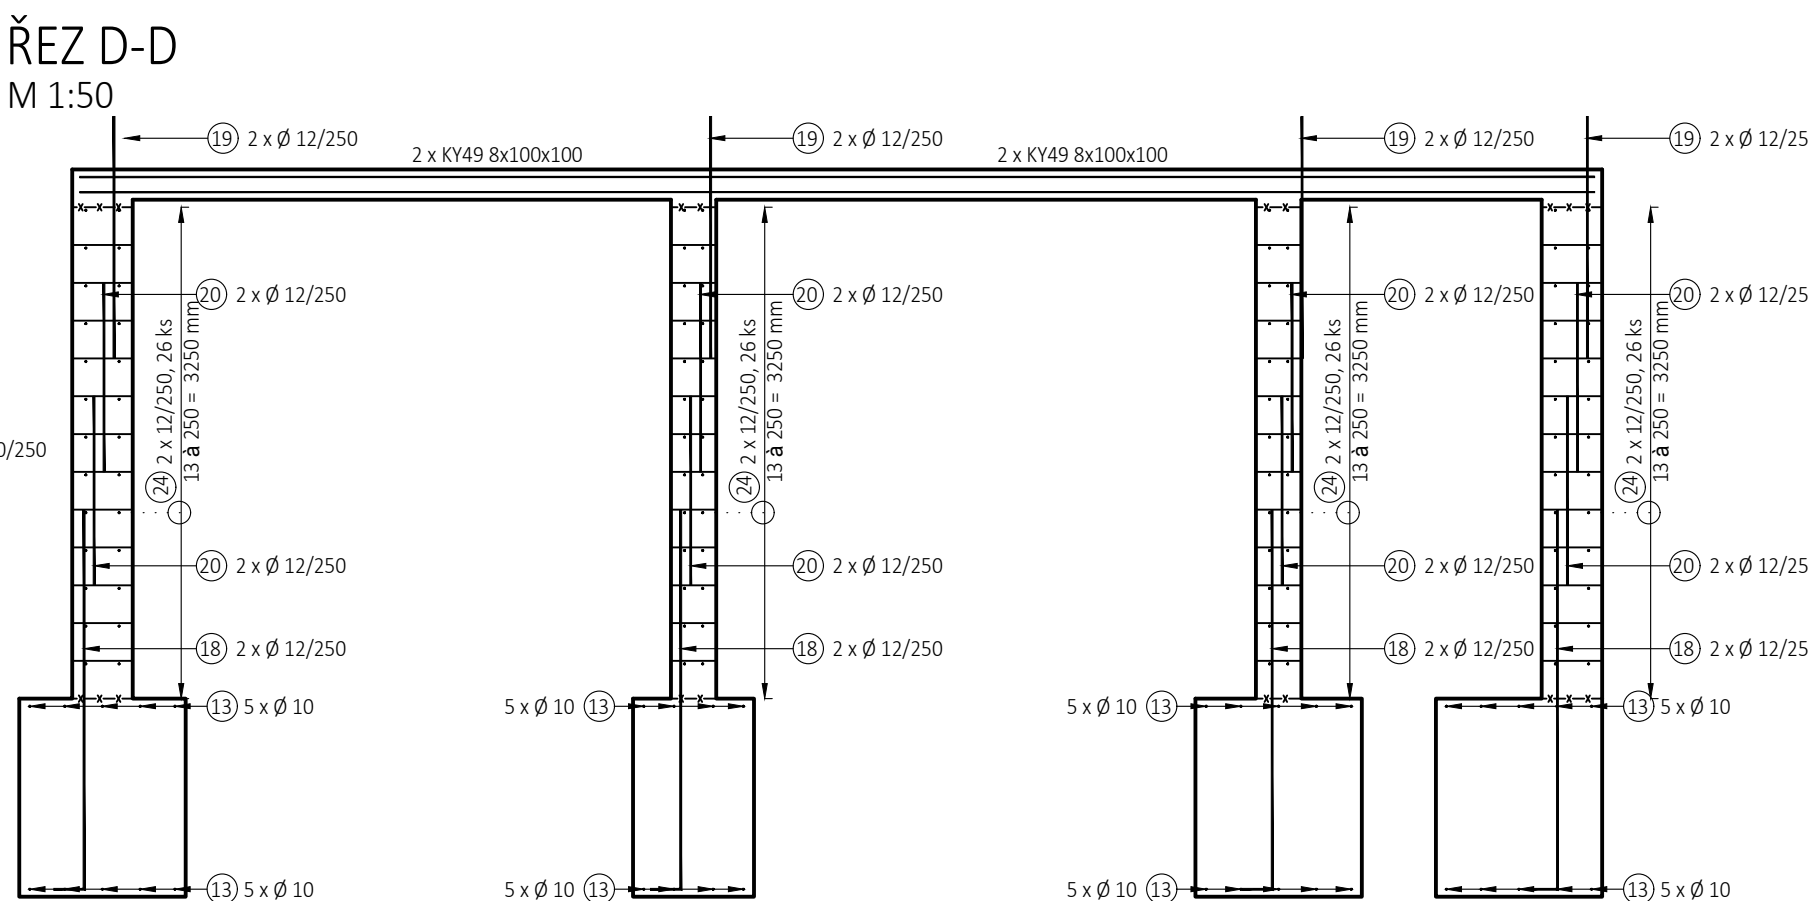 ŘEZ D-D
M 1:50
19 2 x Ø 12/250
19 2 x Ø 12/250
19 2 x Ø 12/250
19 2 x Ø 12/25
2 x KY49 8x100x100
2 x KY49 8x100x100
20 2 x Ø 12/250
20 2 x Ø 12/250
20 2 x Ø 12/250
20 2 x Ø 12/25
24 2 x 12/250, 26 ks
13 à 250 = 3250 mm
24 2 x 12/250, 26 ks
13 à 250 = 3250 mm
24 2 x 12/250, 26 ks
13 à 250 = 3250 mm
24 2 x 12/250, 26 ks
13 à 250 = 3250 mm
0/250
20 2 x Ø 12/250
20 2 x Ø 12/250
20 2 x Ø 12/250
20 2 x Ø 12/25
18 2 x Ø 12/250
18 2 x Ø 12/250
18 2 x Ø 12/250
18 2 x Ø 12/25
13 5 x Ø 10
5 x Ø 10 13
5 x Ø 10 13
13 5 x Ø 10
13 5 x Ø 10
5 x Ø 10 13
5 x Ø 10 13
13 5 x Ø 10